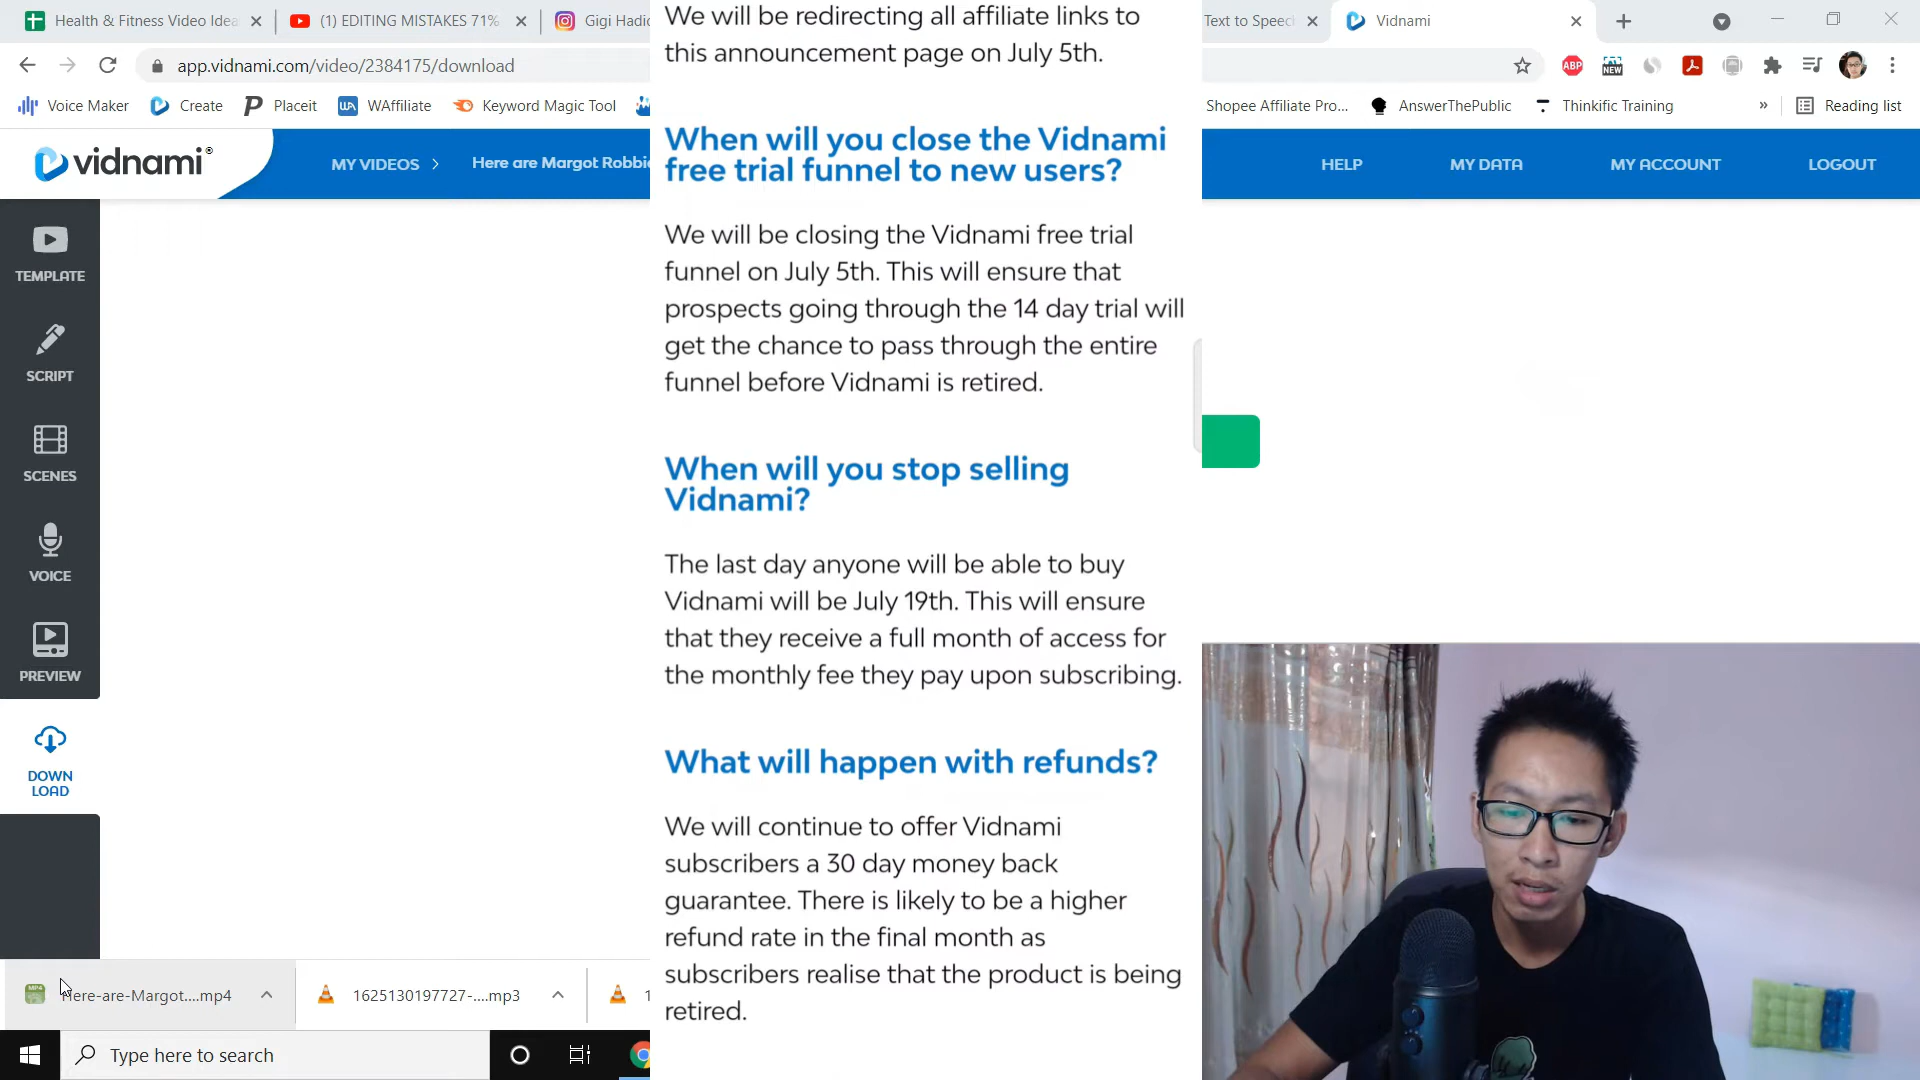 Health & Fitness Video Idea
(1) EDITING MISTAKES 71%
Gigi Hadid
Text to Speec
Vidnami
app.vidnami.com/video/2384175/download
ABP
NEW
Voice Maker
Create
Placeit
WAffiliate
Keyword Magic Tool
Shopee Affiliate Pro...
AnswerThePublic
Thinkific Training
»
Reading list
vidnami®
MY VIDEOS
Here are Margot Robbie
HELP
MY DATA
MY ACCOUNT
LOGOUT
TEMPLATE
SCRIPT
SCENES
VOICE
PREVIEW
DOWN
LOAD
We will be redirecting all affiliate links to
this announcement page on July 5th.
When will you close the Vidnami
free trial funnel to new users?
We will be closing the Vidnami free trial
funnel on July 5th. This will ensure that
prospects going through the 14 day trial will
get the chance to pass through the entire
funnel before Vidnami is retired.
When will you stop selling
Vidnami?
The last day anyone will be able to buy
Vidnami will be July 19th. This will ensure
that they receive a full month of access for
the monthly fee they pay upon subscribing.
What will happen with refunds?
We will continue to offer Vidnami
subscribers a 30 day money back
guarantee. There is likely to be a higher
refund rate in the final month as
subscribers realise that the product is being
retired.
Here-are-Margot....mp4
1625130197727-....mp3
1
Type here to search